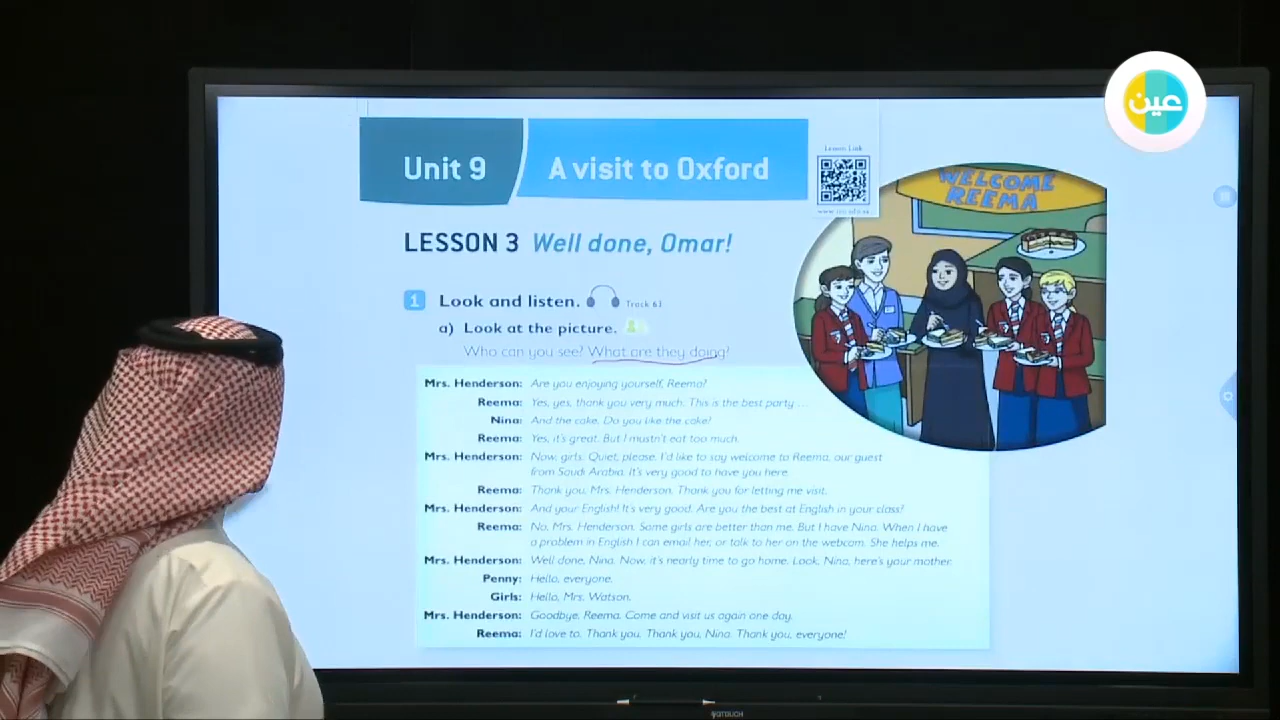 عين
Unit 9
A visit to Oxford
Lesson Link
WELCOME
REEMA
LESSON 3 Well done, Omar!
1 Look and listen. Track 61
a) Look at the picture.
Who can you see? What are they doing?
Mrs. Henderson: Are you enjoying yourself, Reema?
Reema: Yes, yes, thank you very much. This is the best party ...
Nina: And the cake. Do you like the cake?
Reema: Yes, it's great. But I mustn't eat too much.
Mrs. Henderson: Now, girls. Quiet, please. I'd like to say welcome to Reema, our guest
from Saudi Arabia. It's very good to have you here.
Reema: Thank you, Mrs. Henderson. Thank you for letting me visit.
Mrs. Henderson: And your English! It's very good. Are you the best at English in your class?
Reema: No, Mrs. Henderson. Some girls are better than me. But I have Nina. When I have
a problem in English I can email her, or talk to her on the webcam. She helps me.
Mrs. Henderson: Well done, Nina. Now, it's nearly time to go home. Look, Nina, here's your mother.
Penny: Hello, everyone.
Girls: Hello, Mrs. Watson.
Mrs. Henderson: Goodbye, Reema. Come and visit us again one day.
Reema: I'd love to. Thank you. Thank you, Nina. Thank you, everyone!